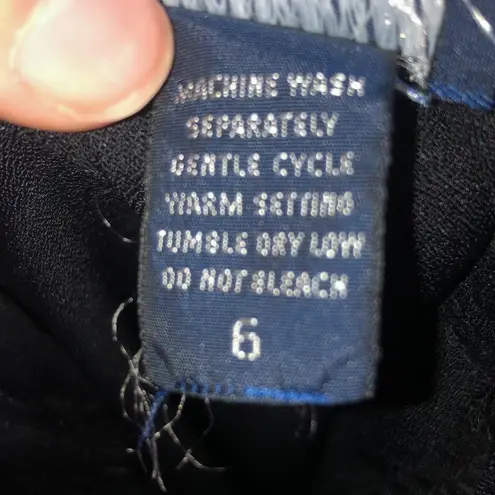 MACHINE WASH
SEPARATELY
GENTLE CYCLE
WARM SETTING
TUMBLE DRY LOW
DO NOT BLEACH
6